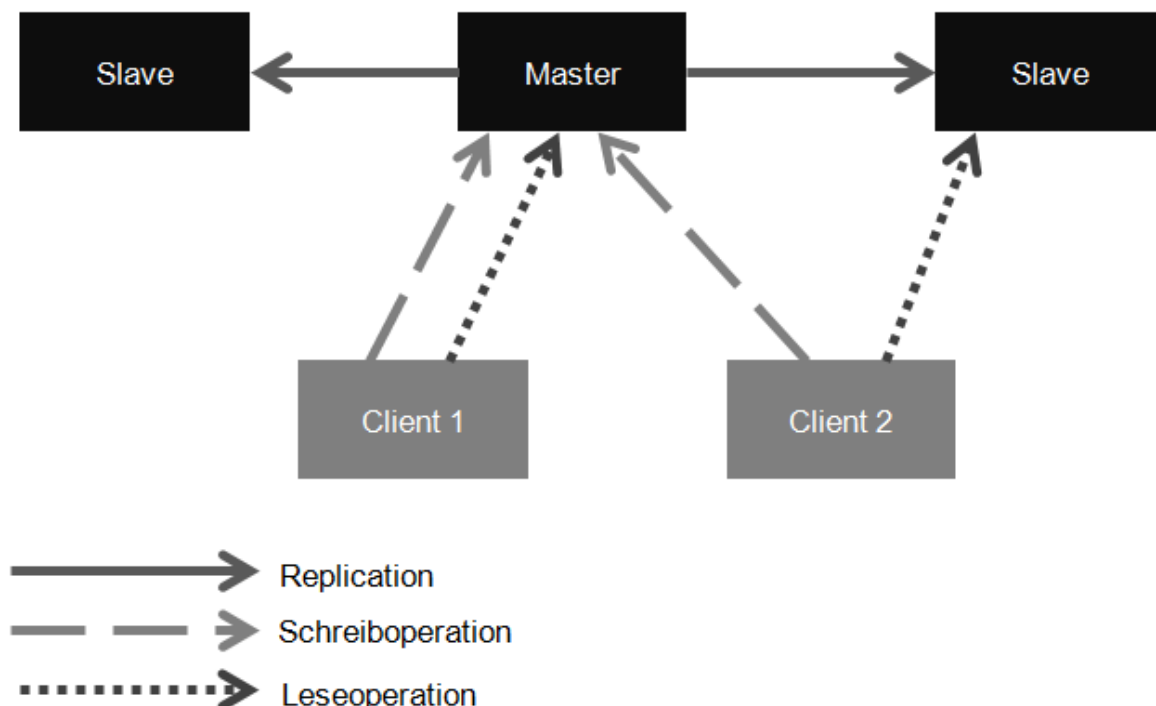 Slave
Master
Slave
Client 1
Client 2
Replication
Schreiboperation
Leseoperation